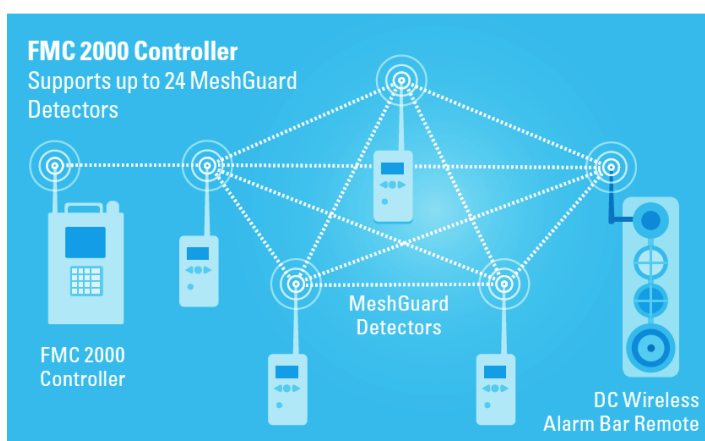 FMC 2000 Controller
Supports up to 24 MeshGuard
Detectors
MeshGuard
Detectors
FMC 2000
Controller
DC Wireless
Alarm Bar Remote